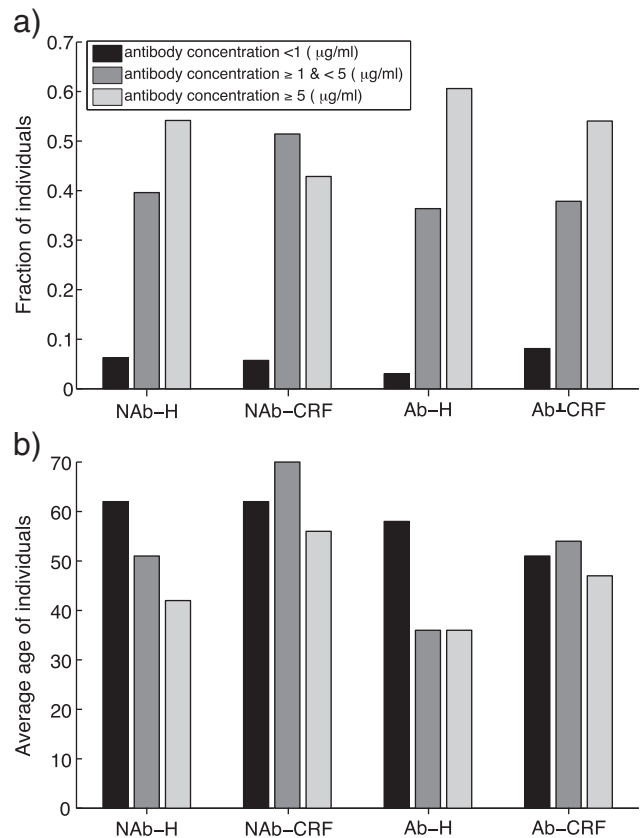 a)
0.7
0.6
0.5
0.4
0.3
0.2
0.1
0
Fraction of individuals
antibody concentration <1 ( μg/ml)
antibody concentration ≥ 1 & < 5 (μg/ml)
antibody concentration ≥ 5 ( μg/ml)
NAb–H NAb–CRF Ab–H Ab┸CRF
b)
70
60
50
40
30
20
10
0
Average age of individuals
NAb–H NAb–CRF Ab–H Ab–CRF